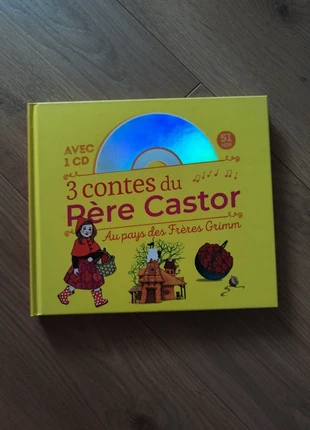 AVEC
1 CD
51
3 contes du
Père Castor
Au pays des Frères Grimm